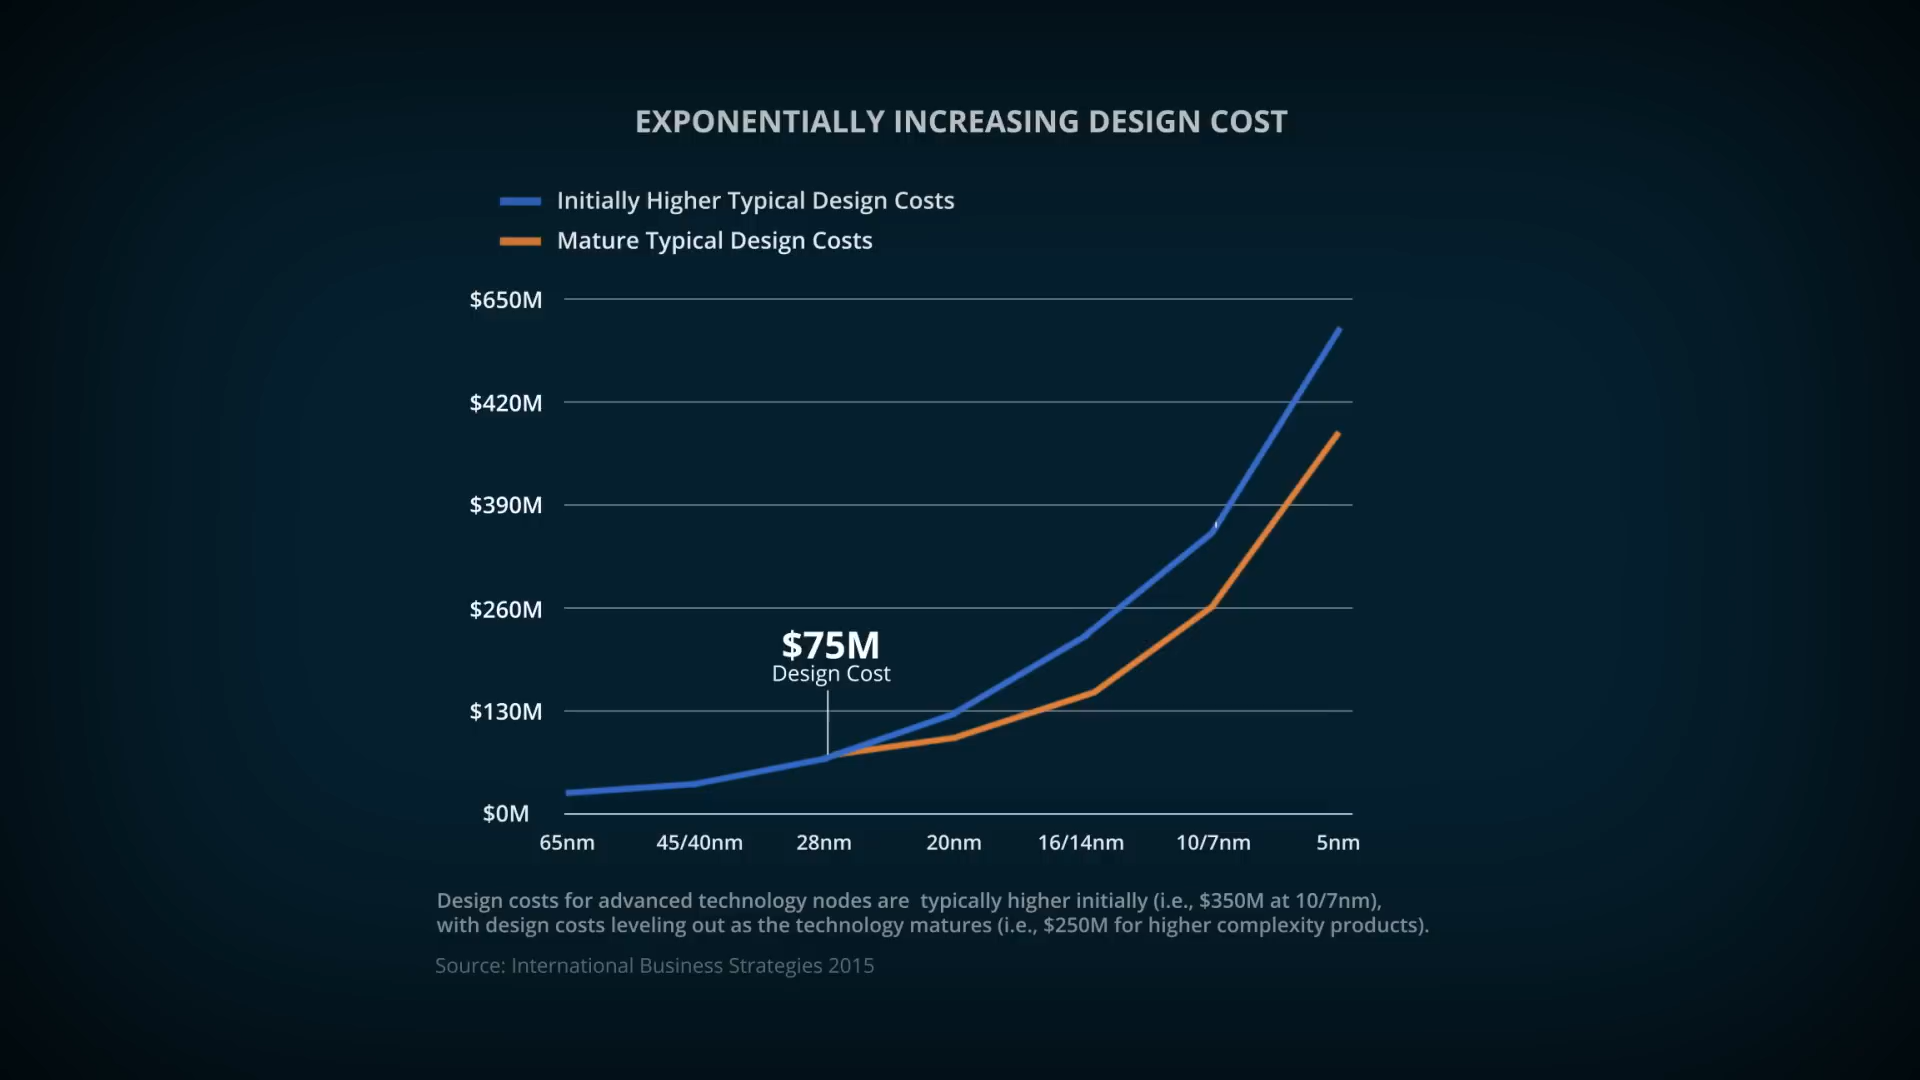 EXPONENTIALLY INCREASING DESIGN COST
Initially Higher Typical Design Costs
Mature Typical Design Costs
$650M
$420M
$390M
$260M
$75M
Design Cost
$130M
$0M
65nm 45/40nm 28nm 20nm 16/14nm 10/7nm 5nm
Design costs for advanced technology nodes are typically higher initially (i.e., $350M at 10/7nm),
with design costs leveling out as the technology matures (i.e., $250M for higher complexity products).
Source: International Business Strategies 2015